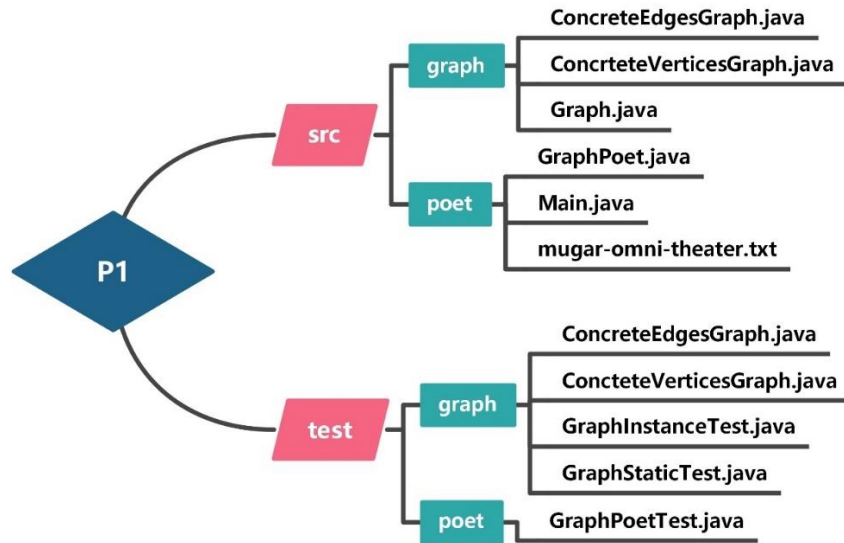 P1
src
graph
ConcreteEdgesGraph.java
ConcrteteVerticesGraph.java
Graph.java
poet
GraphPoet.java
Main.java
mugar-omni-theater.txt
test
graph
ConcreteEdgesGraph.java
ConcteteVerticesGraph.java
GraphInstanceTest.java
GraphStaticTest.java
poet
GraphPoetTest.java